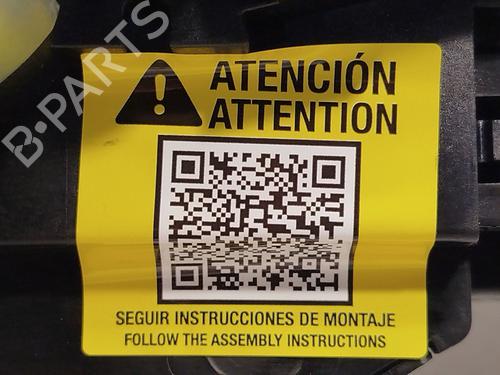 B·PARTS
ATENCIÓN
ATTENTION
SEGUIR INSTRUCCIONES DE MONTAJE
FOLLOW THE ASSEMBLY INSTRUCTIONS